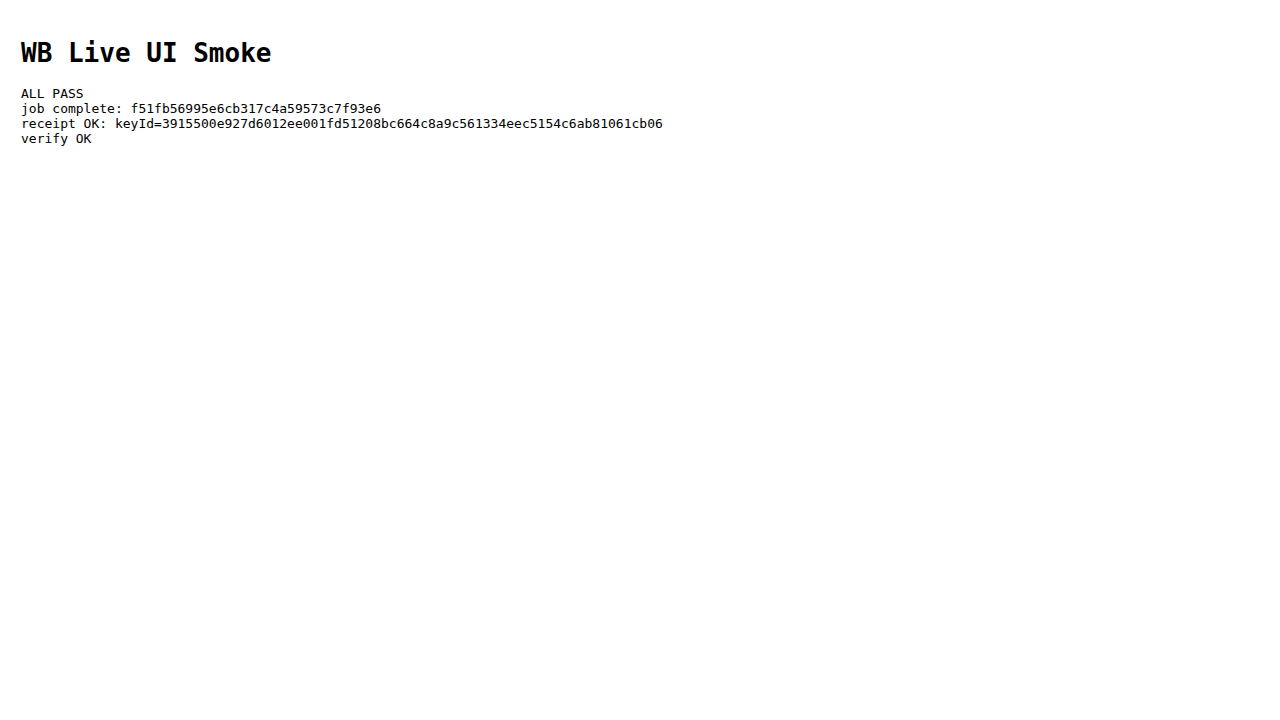 WB Live UI Smoke
ALL PASS
job complete: f51fb56995e6cb317c4a59573c7f93e6
receipt OK: keyId=3915500e927d6012ee001fd51208bc664c8a9c561334eec5154c6ab81061cb06
verify OK